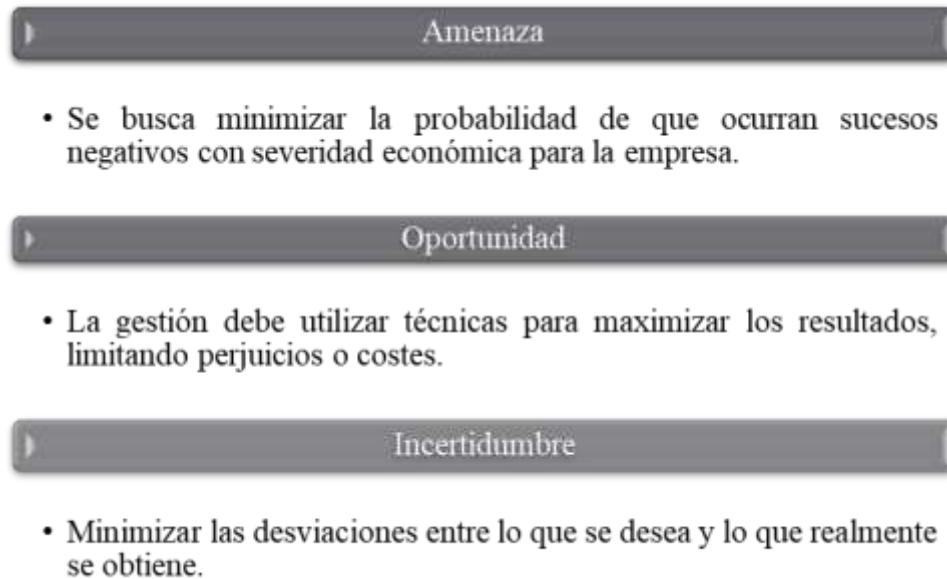 Amenaza
• Se busca minimizar la probabilidad de que ocurran sucesos
negativos con severidad económica para la empresa.
Oportunidad
• La gestión debe utilizar técnicas para maximizar los resultados,
limitando perjuicios o costes.
Incertidumbre
• Minimizar las desviaciones entre lo que se desea y lo que realmente
se obtiene.